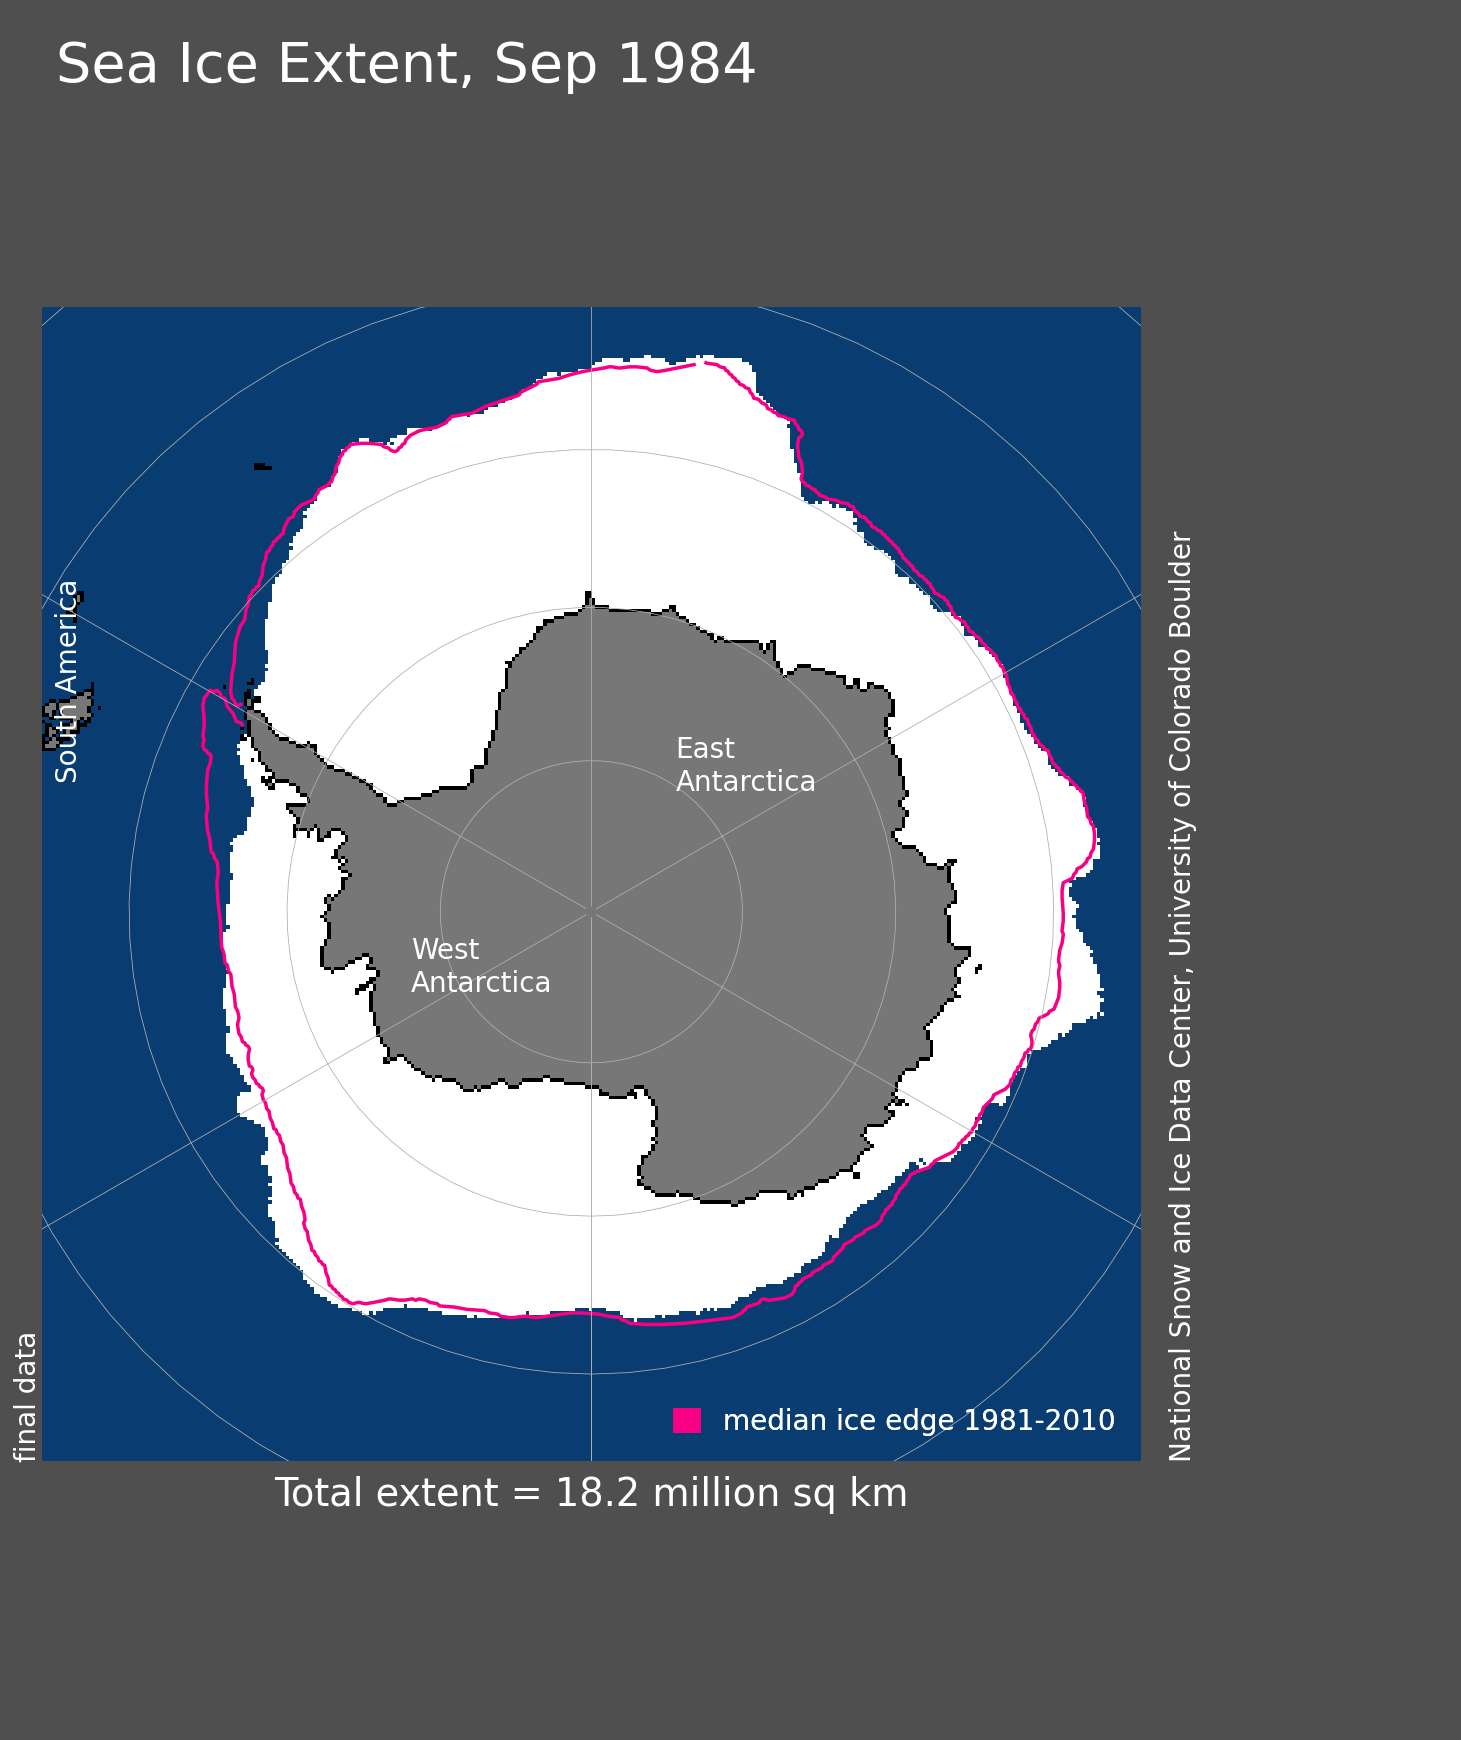 Sea Ice Extent, Sep 1984
South America
East
Antarctica
West
Antarctica
National Snow and Ice Data Center, University of Colorado Boulder
final data
median ice edge 1981-2010
Total extent = 18.2 million sq km